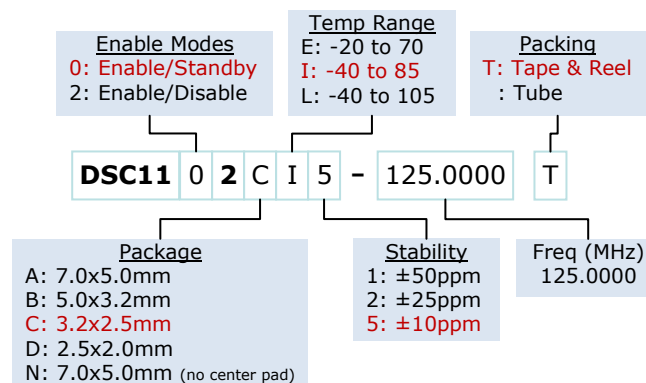 Enable Modes
0: Enable/Standby
2: Enable/Disable
Temp Range
E: -20 to 70
I: -40 to 85
L: -40 to 105
Packing
T: Tape & Reel
: Tube
DSC11 0 2 C I 5 – 125.0000 T
Package
A: 7.0x5.0mm
B: 5.0x3.2mm
C: 3.2x2.5mm
D: 2.5x2.0mm
N: 7.0x5.0mm (no center pad)
Stability
1: ±50ppm
2: ±25ppm
5: ±10ppm
Freq (MHz)
125.0000